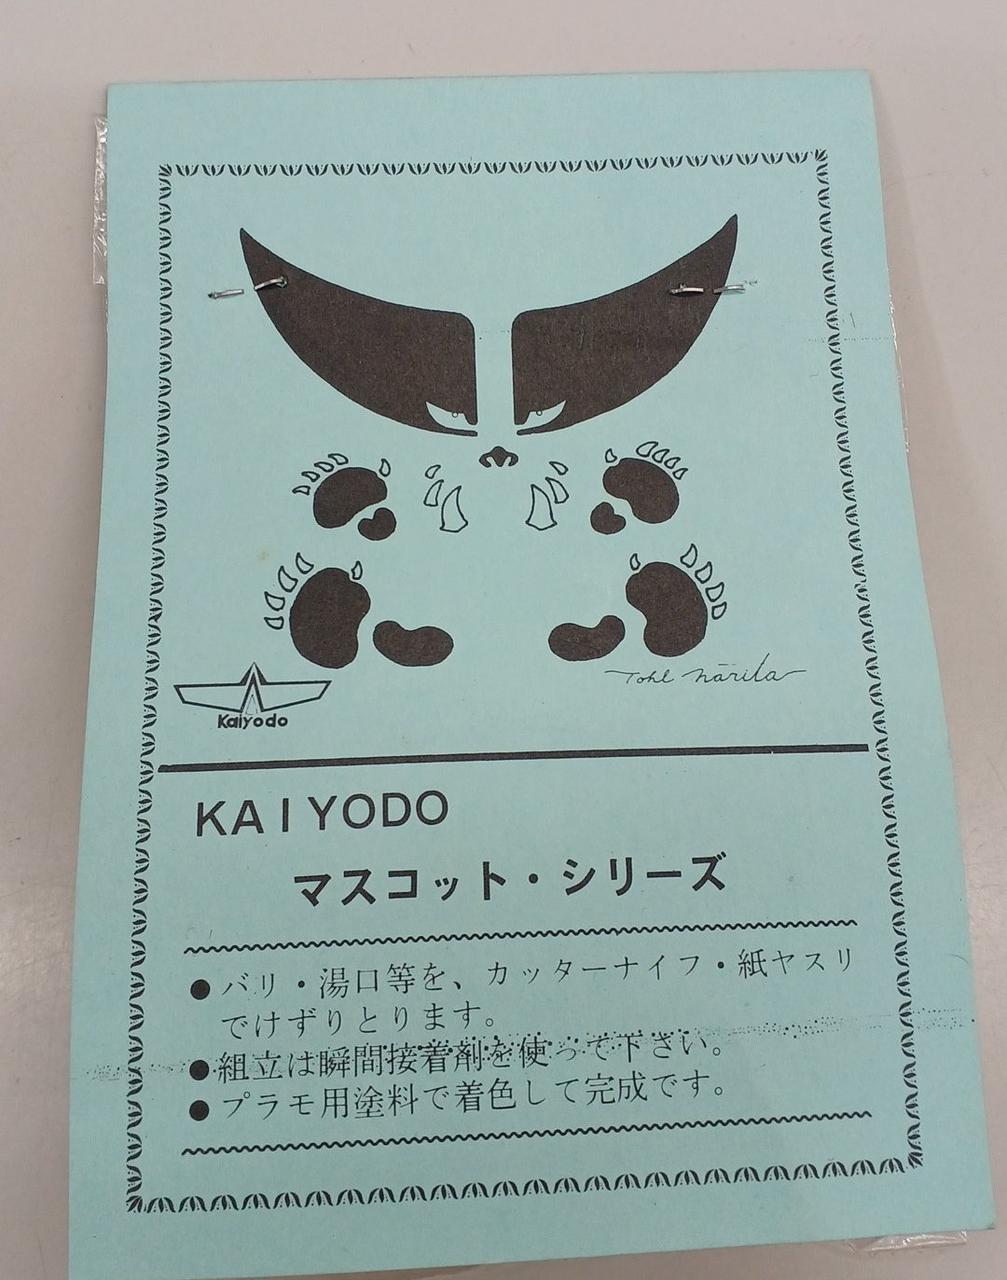 Tohl Narita
Kaiyodo
KAIYODO
マスコット・シリーズ
●バリ・湯口等を、カッターナイフ・紙ヤスリ
でけずりとります。
●組立は瞬間接着剤を使って下さい。
●プラモ用塗料で着色して完成です。